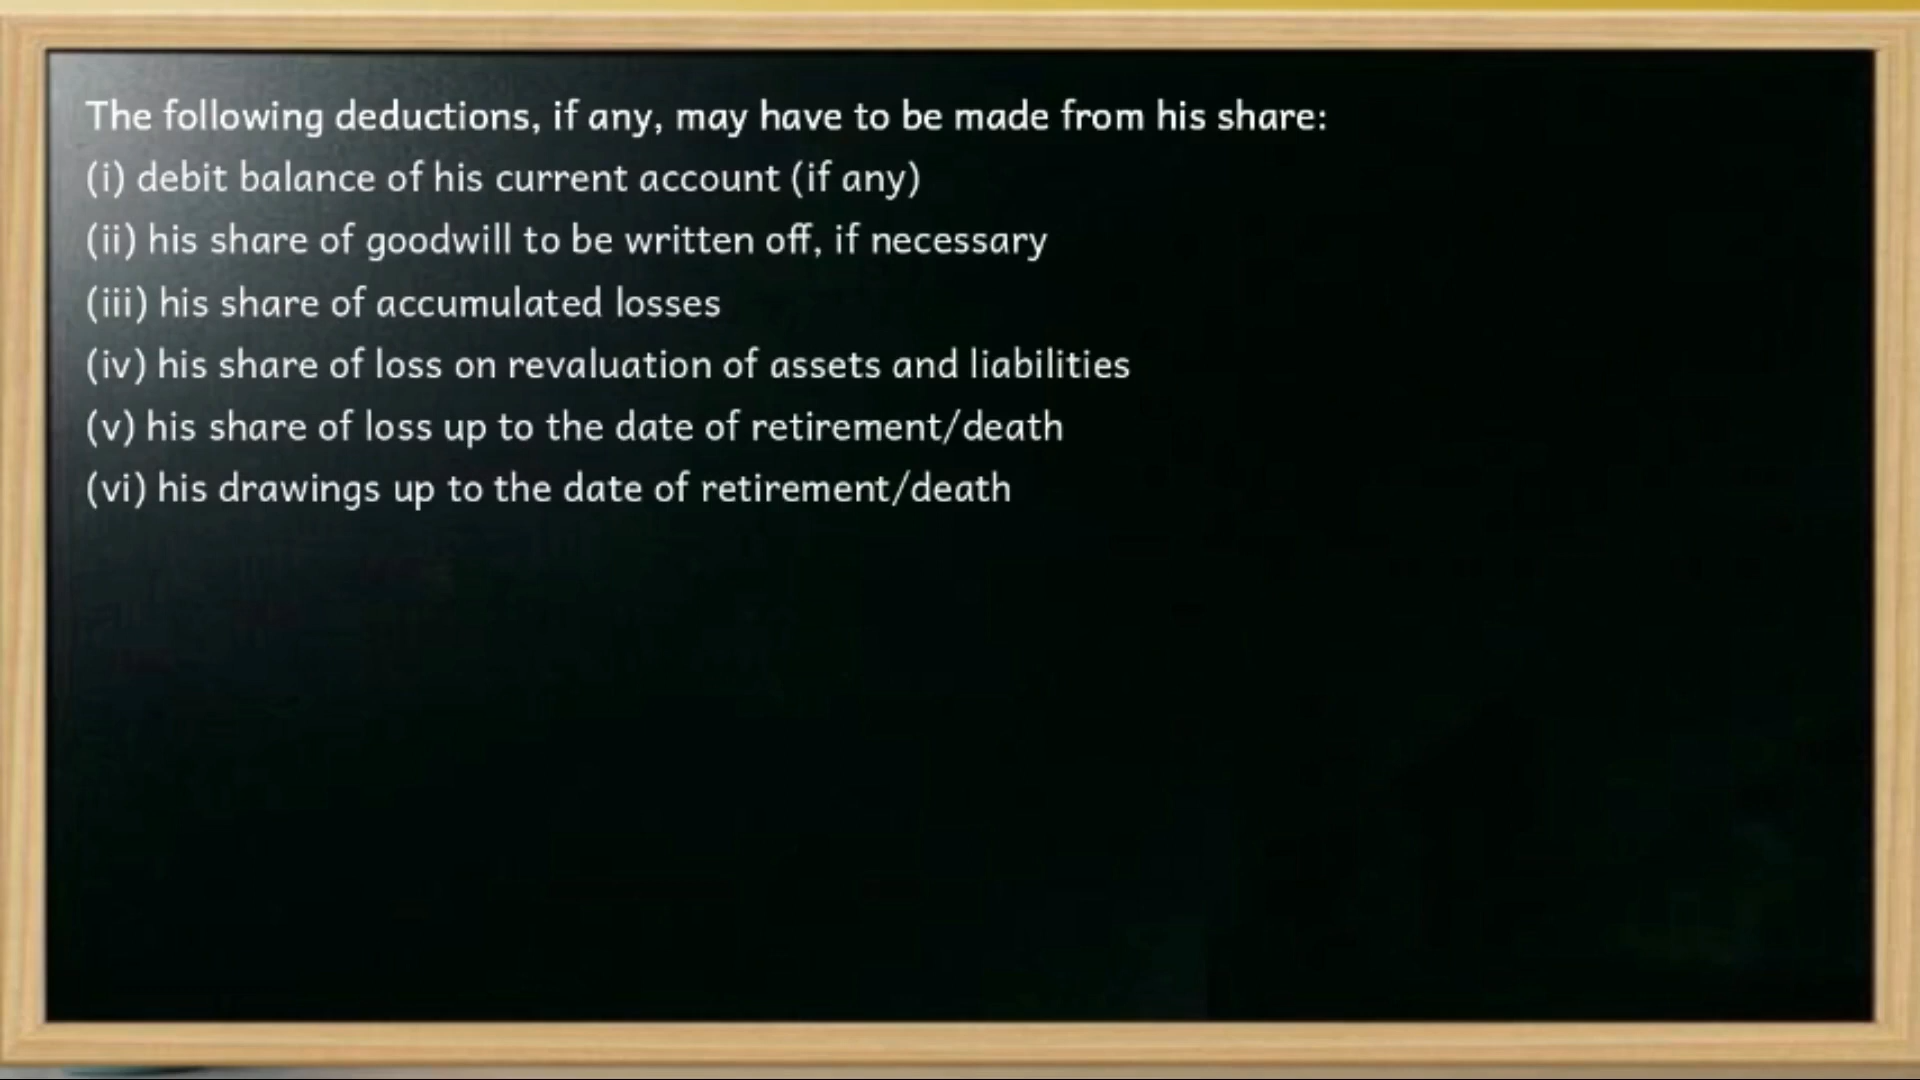 The following deductions, if any, may have to be made from his share:
(i) debit balance of his current account (if any)
(ii) his share of goodwill to be written off, if necessary
(iii) his share of accumulated losses
(iv) his share of loss on revaluation of assets and liabilities
(v) his share of loss up to the date of retirement/death
(vi) his drawings up to the date of retirement/death